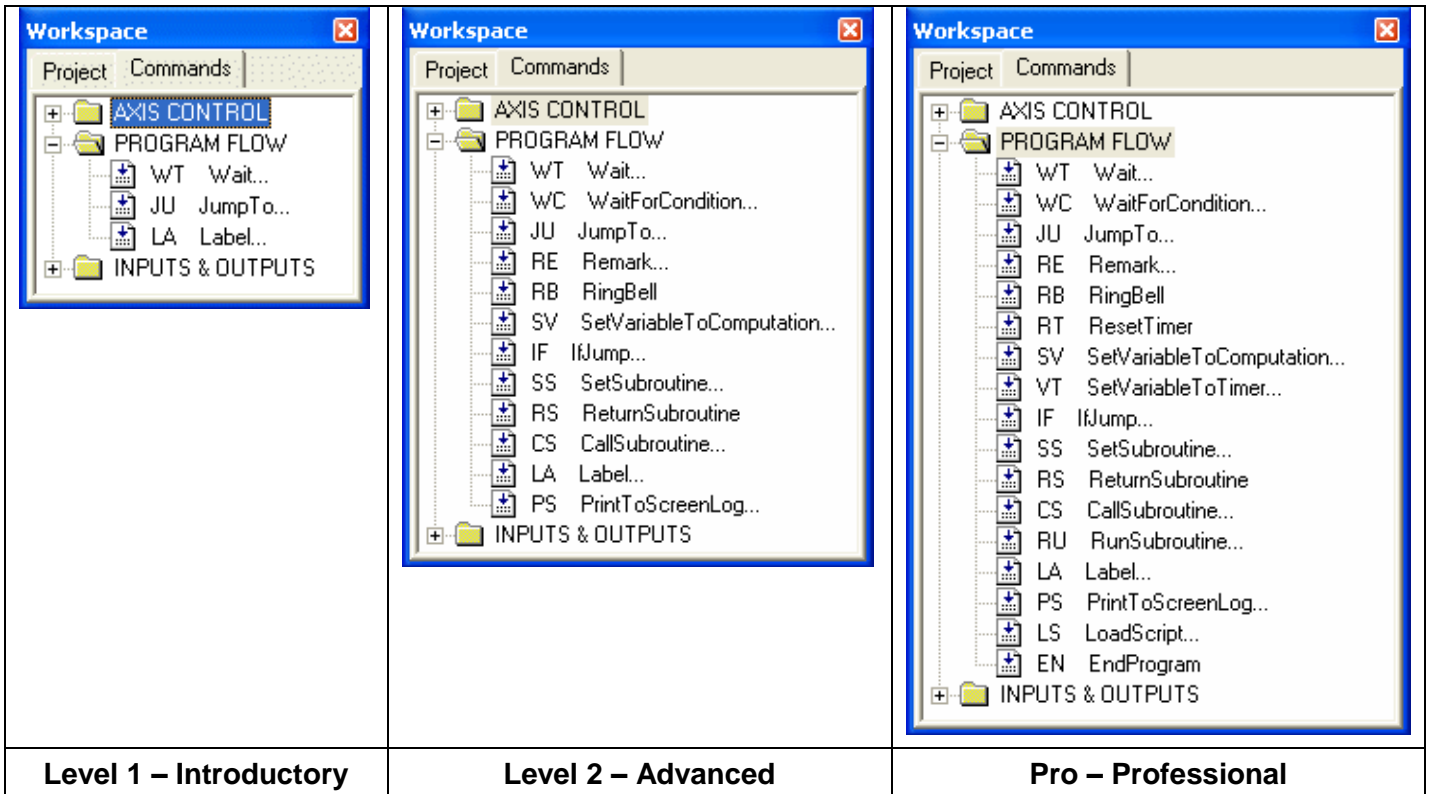 Workspace
Project Commands
AXIS CONTROL
PROGRAM FLOW
WT Wait...
JU JumpTo...
LA Label...
INPUTS & OUTPUTS
Level 1 – Introductory
Workspace
Project Commands
AXIS CONTROL
PROGRAM FLOW
WT Wait...
WC WaitForCondition...
JU JumpTo...
RE Remark...
RB RingBell
SV SetVariableToComputation...
IF IfJump...
SS SetSubroutine...
RS ReturnSubroutine
CS CallSubroutine...
LA Label...
PS PrintToScreenLog...
INPUTS & OUTPUTS
Level 2 – Advanced
Workspace
Project Commands
AXIS CONTROL
PROGRAM FLOW
WT Wait...
WC WaitForCondition...
JU JumpTo...
RE Remark...
RB RingBell
RT ResetTimer
SV SetVariableToComputation...
VT SetVariableToTimer...
IF IfJump...
SS SetSubroutine...
RS ReturnSubroutine
CS CallSubroutine...
RU RunSubroutine...
LA Label...
PS PrintToScreenLog...
LS LoadScript...
EN EndProgram
INPUTS & OUTPUTS
Pro – Professional